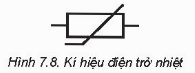 Hình 7.8. Kí hiệu điện trở nhiệt